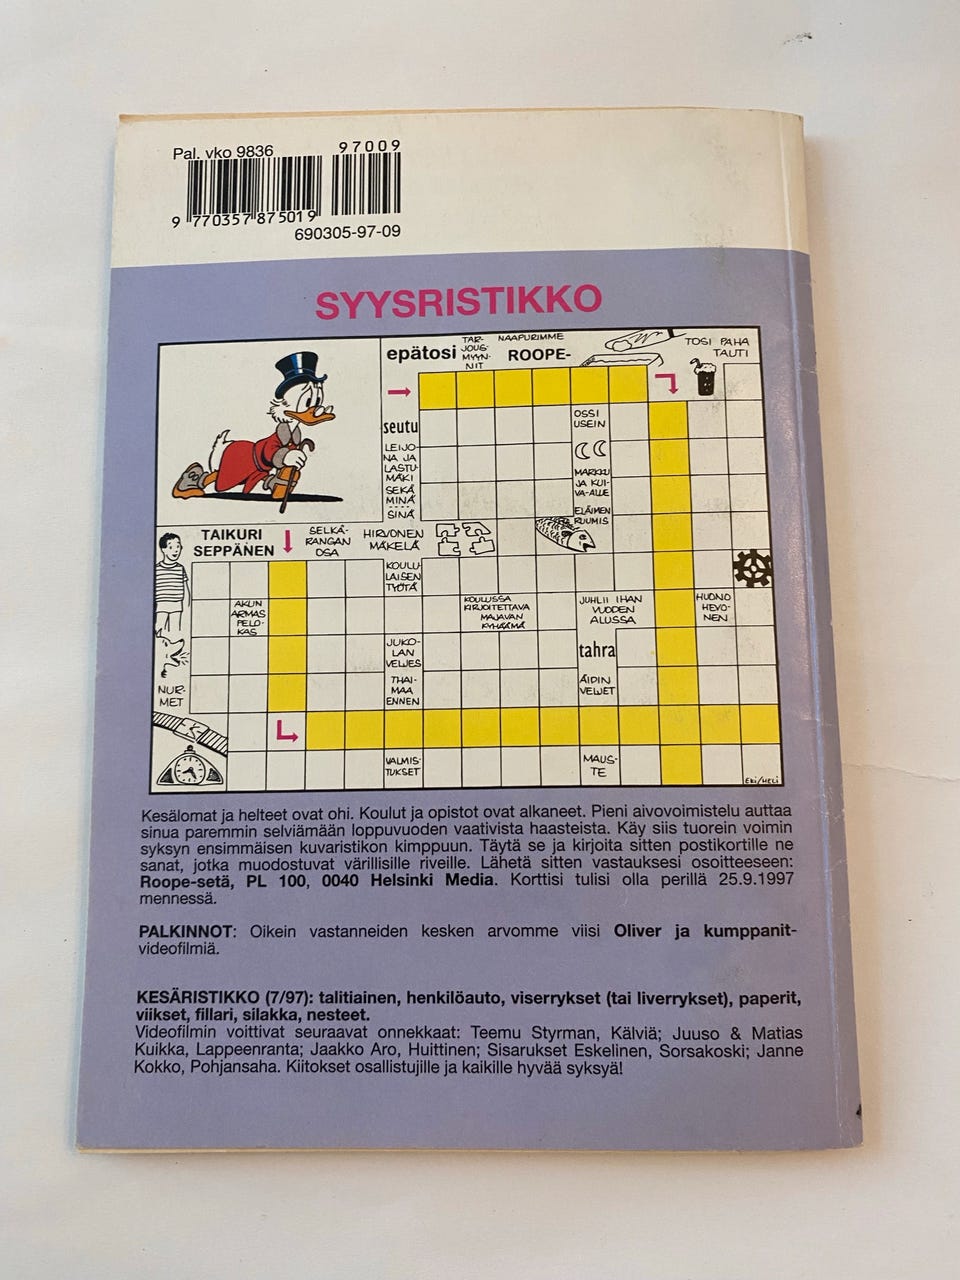 Pal. vko 9836
97009
9 770357 875019
690305-97-09
SYYSRISTIKKO
epätosi
TAR-
JOUS-
MYYN-
NIT
NAAPURIMME
ROOPE-
TOSI PAHA
TAUTI
seutu
OSSI
USEIN
LEIJO-
NA JA
LASTU-
MÄKI
SEKÄ
MINÄ
SINÄ
MARKKU
JA KUI-
VA-ALUE
ELÄIMEN
RUUMIS
TAIKURI
SEPPÄNEN
SELKÄ-
RANGAN
OSA
HIRVONEN
MÄKELÄ
KOULU-
LAISEN
TYÖTÄ
AKUN
ARMAS
PELO-
KAS
KOULUSSA
KIRJOITETTAVA
MAJAVAN
KYHÄÄMÄ
JUHLII IHAN
VUODEN
ALUSSA
HUONO
HEVO-
NEN
JUKO-
LAN
VELJES
tahra
NUR-
MET
THAI-
MAA
ENNEN
ÄIDIN
VELJET
VALMIS-
TUKSET
MAUS-
TE
EKI/HELI
Kesälomat ja helteet ovat ohi. Koulut ja opistot ovat alkaneet. Pieni aivovoimistelu auttaa
sinua paremmin selviämään loppuvuoden vaativista haasteista. Käy siis tuorein voimin
syksyn ensimmäisen kuvaristikon kimppuun. Täytä se ja kirjoita sitten postikortille ne
sanat, jotka muodostuvat värillisille riveille. Lähetä sitten vastauksesi osoitteeseen:
Roope-setä, PL 100, 0040 Helsinki Media. Korttisi tulisi olla perillä 25.9.1997
mennessä.
PALKINNOT: Oikein vastanneiden kesken arvomme viisi Oliver ja kumppanit-
videofilmiä.
KESÄRISTIKKO (7/97): talitiainen, henkilöauto, viserrykset (tai liverrykset), paperit,
viikset, fillari, silakka, nesteet.
Videofilmin voittivat seuraavat onnekkaat: Teemu Styrman, Kälviä; Juuso & Matias
Kuikka, Lappeenranta; Jaakko Aro, Huittinen; Sisarukset Eskelinen, Sorsakoski; Janne
Kokko, Pohjansaha. Kiitokset osallistujille ja kaikille hyvää syksyä!